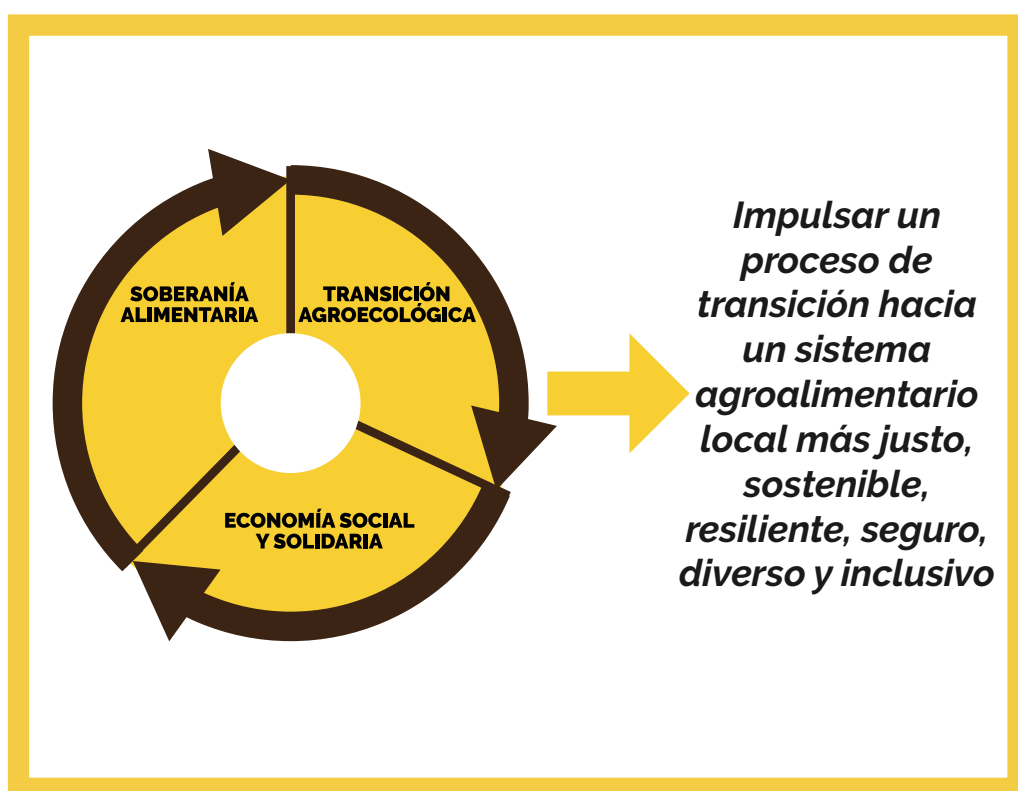 SOBERANÍA
ALIMENTARIA
TRANSICIÓN
AGROECOLÓGICA
ECONOMÍA SOCIAL
Y SOLIDARIA
Impulsar un
proceso de
transición hacia
un sistema
agroalimentario
local más justo,
sostenible,
resiliente, seguro,
diverso y inclusivo